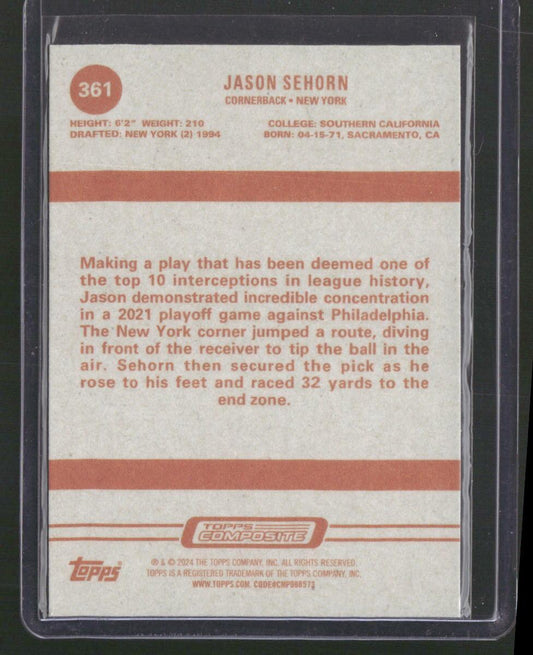 361
JASON SEHORN
CORNERBACK • NEW YORK
HEIGHT: 6'2" WEIGHT: 210
DRAFTED: NEW YORK (2) 1994
COLLEGE: SOUTHERN CALIFORNIA
BORN: 04-15-71, SACRAMENTO, CA
Making a play that has been deemed one of
the top 10 interceptions in league history,
Jason demonstrated incredible concentration
in a 2021 playoff game against Philadelphia.
The New York corner jumped a route, diving
in front of the receiver to tip the ball in the
air. Sehorn then secured the pick as he
rose to his feet and raced 32 yards to the
end zone.
TOPPS
COMPOSITE
TOPPS
® & © 2024 THE TOPPS COMPANY, INC. ALL RIGHTS RESERVED.
TOPPS IS A REGISTERED TRADEMARK OF THE TOPPS COMPANY, INC.
WWW.TOPPS.COM